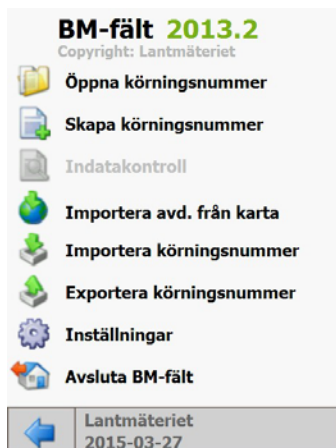 BM-fält 2013.2
Copyright: Lantmäteriet
Öppna körningsnummer
Skapa körningsnummer
Indatakontroll
Importera avd. från karta
Importera körningsnummer
Exportera körningsnummer
Inställningar
Avsluta BM-fält
Lantmäteriet
2015-03-27